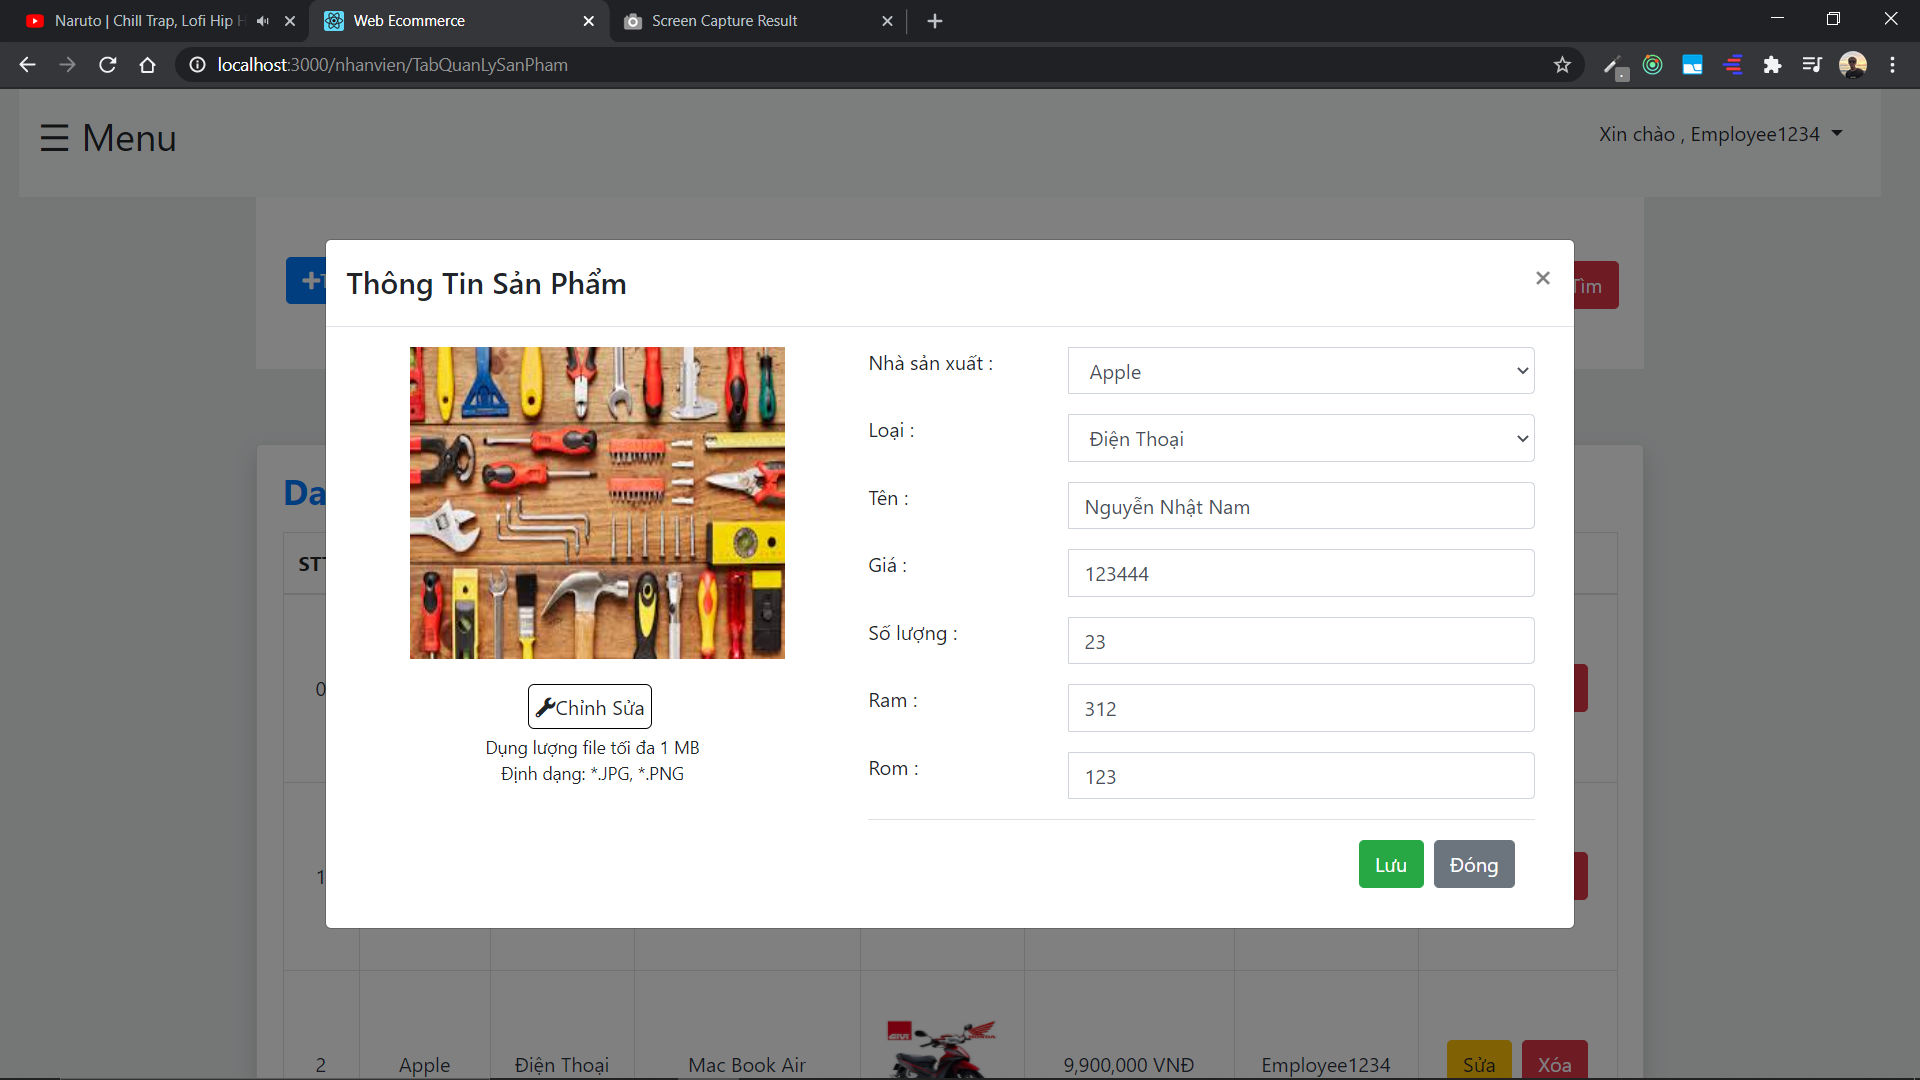 Naruto | Chill Trap, Lofi Hip H
Web Ecommerce
Screen Capture Result
localhost:3000/nhanvien/TabQuanLySanPham
☰ Menu
Xin chào , Employee1234
Tìm
Thông Tin Sản Phẩm
×
Nhà sản xuất :
Apple
Loại :
Điện Thoại
Tên :
Nguyễn Nhật Nam
Giá :
123444
Số lượng :
23
Ram :
312
Rom :
123
Chỉnh Sửa
Dụng lượng file tối đa 1 MB
Định dạng: *.JPG, *.PNG
Lưu
Đóng
Da
STT
0
1
2
Apple
Điện Thoại
Mac Book Air
HONDA
9,900,000 VNĐ
Employee1234
Sửa
Xóa